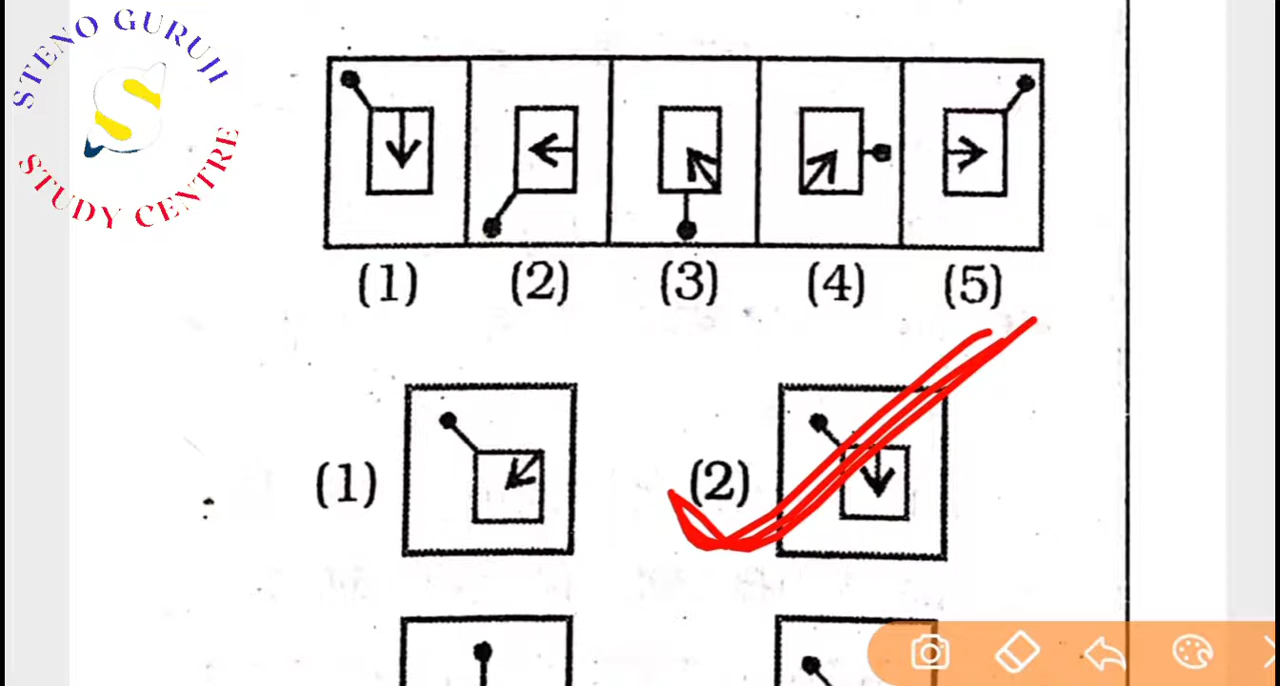 STENO GURUJI
S
STUDY CENTRE
(1) (2) (3) (4) (5)
(1) (2)